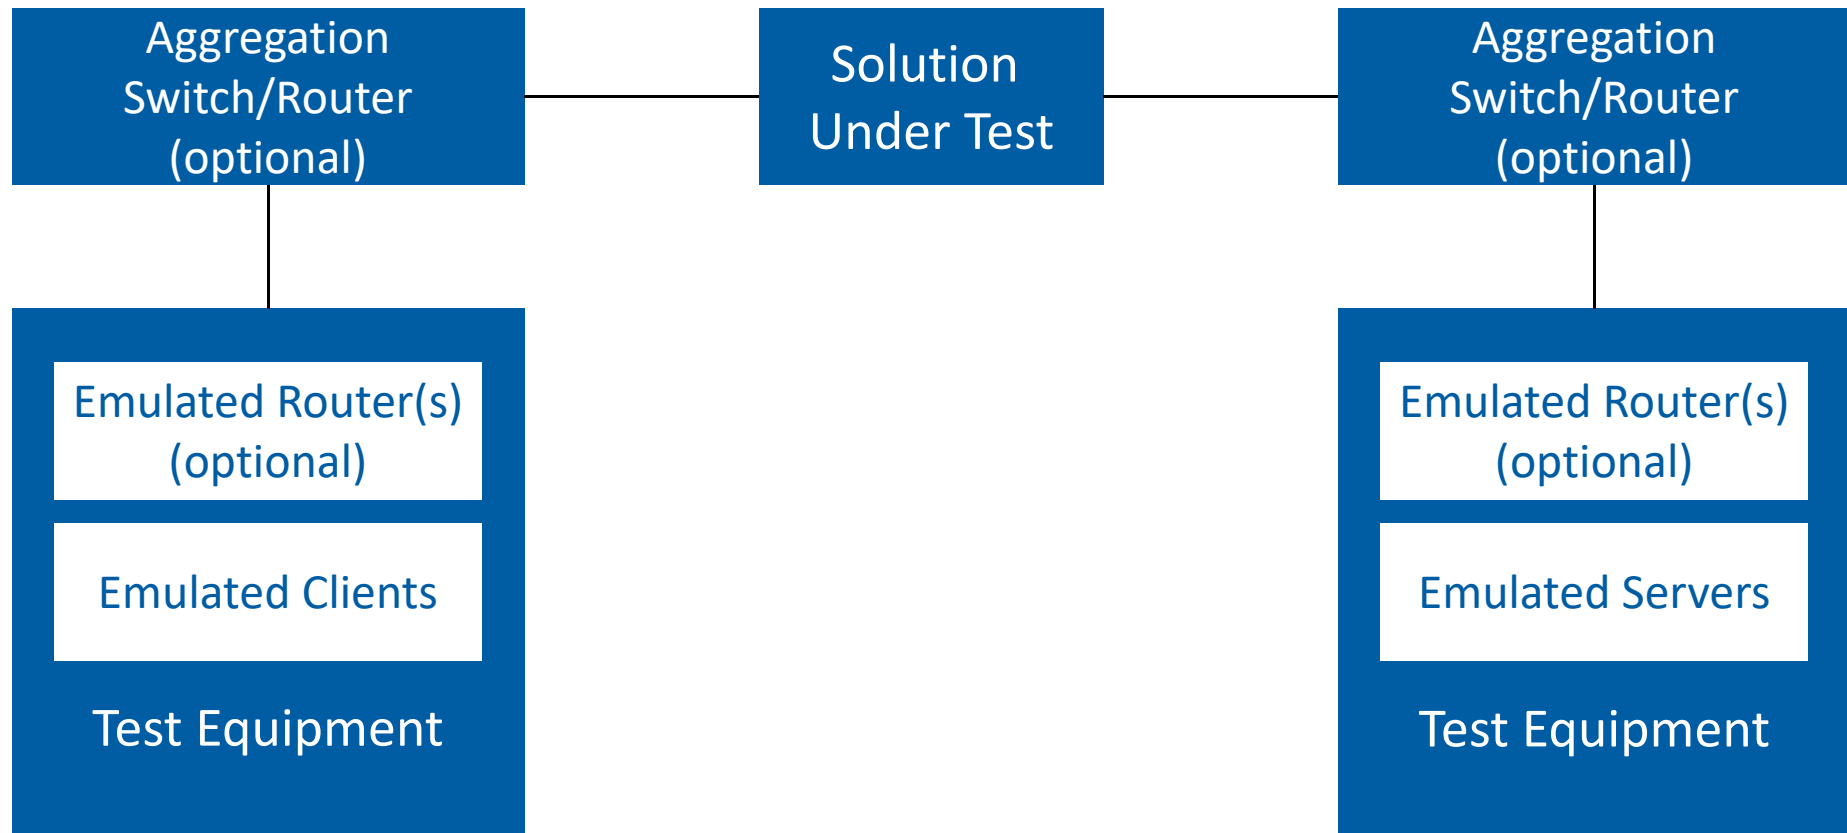 Aggregation
Switch/Router
(optional)
Solution
Under Test
Aggregation
Switch/Router
(optional)
Emulated Router(s)
(optional)
Emulated Clients
Test Equipment
Emulated Router(s)
(optional)
Emulated Servers
Test Equipment